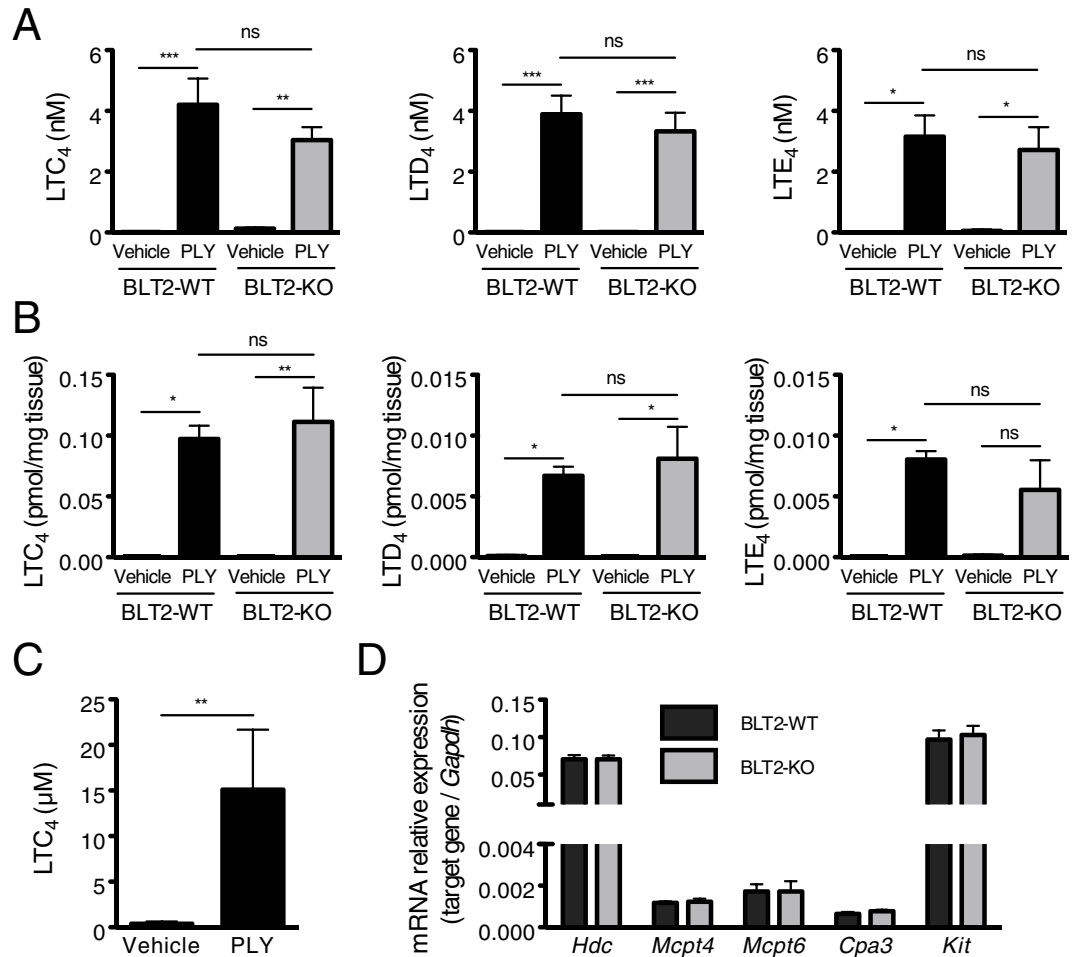 A
LTC4 (nM)
6
4
2
0
***
ns
**
Vehicle PLY Vehicle PLY
BLT2-WT BLT2-KO
LTD4 (nM)
6
4
2
0
***
ns
***
Vehicle PLY Vehicle PLY
BLT2-WT BLT2-KO
LTE4 (nM)
6
4
2
0
*
ns
*
Vehicle PLY Vehicle PLY
BLT2-WT BLT2-KO
B
LTC4 (pmol/mg tissue)
0.15
0.10
0.05
0.00
*
ns
**
Vehicle PLY Vehicle PLY
BLT2-WT BLT2-KO
LTD4 (pmol/mg tissue)
0.015
0.010
0.005
0.000
*
ns
*
Vehicle PLY Vehicle PLY
BLT2-WT BLT2-KO
LTE4 (pmol/mg tissue)
0.015
0.010
0.005
0.000
*
ns
ns
Vehicle PLY Vehicle PLY
BLT2-WT BLT2-KO
C
LTC4 (µM)
25
20
15
10
5
0
**
Vehicle PLY
D
mRNA relative expression
(target gene / Gapdh)
0.15
0.10
0.05
0.004
0.002
0.000
BLT2-WT
BLT2-KO
Hdc Mcpt4 Mcpt6 Cpa3 Kit